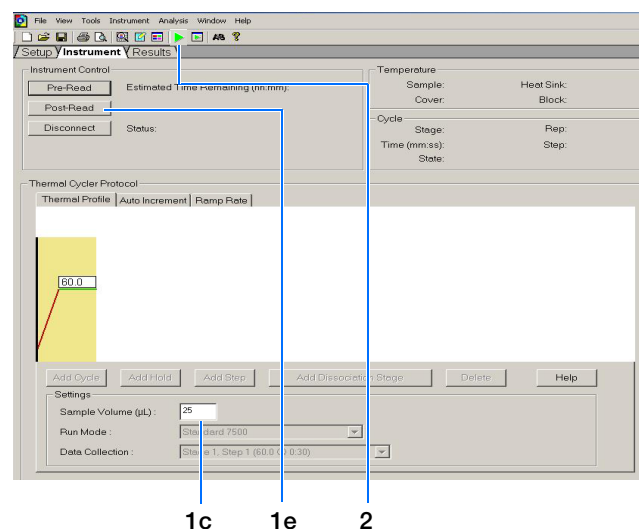 File View Tools Instrument Analysis Window Help
Setup Instrument Results
Instrument Control
Pre-Read Estimated Time Remaining (hh:mm):
Post-Read
Disconnect Status:
Temperature
Sample: Heat Sink:
Cover: Block:
Cycle
Stage: Rep:
Time (mm:ss): Step:
State:
Thermal Cycler Protocol
Thermal Profile Auto Increment Ramp Rate
60.0
Add Cycle Add Hold Add Step Add Dissociation Stage Delete Help
Settings
Sample Volume (µL) : 25
Run Mode : Standard 7500
Data Collection : Stage 1, Step 1 (60.0 @ 0:30)
1c 1e 2